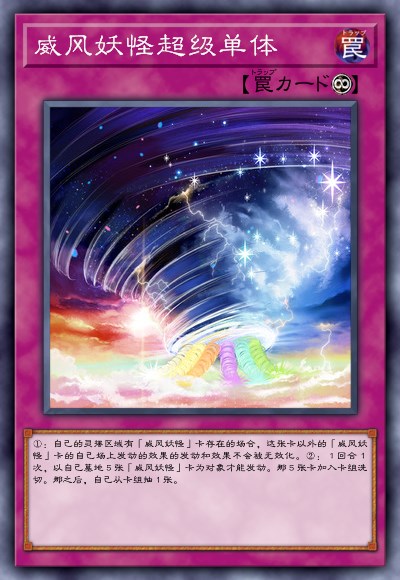 威风妖怪超级单体
トラップ
罠
トラップ
【罠カード】
①：自己的灵摆区域有「威风妖怪」卡存在的场合，这张卡以外的「威风妖
怪」卡的自己场上发动的效果的发动和效果不会被无效化。②：１回合１
次，以自己墓地５张「威风妖怪」卡为对象才能发动。那５张卡加入卡组洗
切。那之后，自己从卡组抽１张。